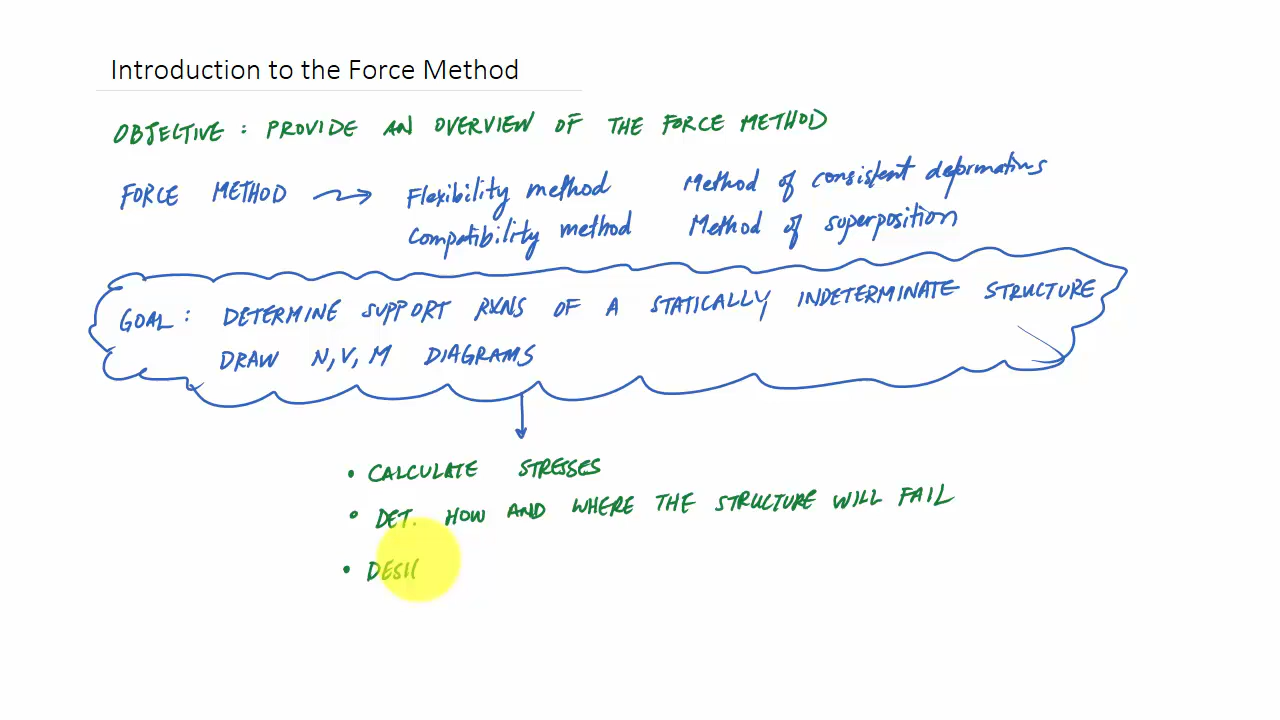 Introduction to the Force Method
OBJECTIVE : PROVIDE AN OVERVIEW OF THE FORCE METHOD
FORCE METHOD Flexibility method Method of consistent deformations
Compatibility method Method of superposition
GOAL : DETERMINE SUPPORT RXNS OF A STATICALLY INDETERMINATE STRUCTURE
DRAW N, V, M DIAGRAMS
• CALCULATE STRESSES
• DET. HOW AND WHERE THE STRUCTURE WILL FAIL
•